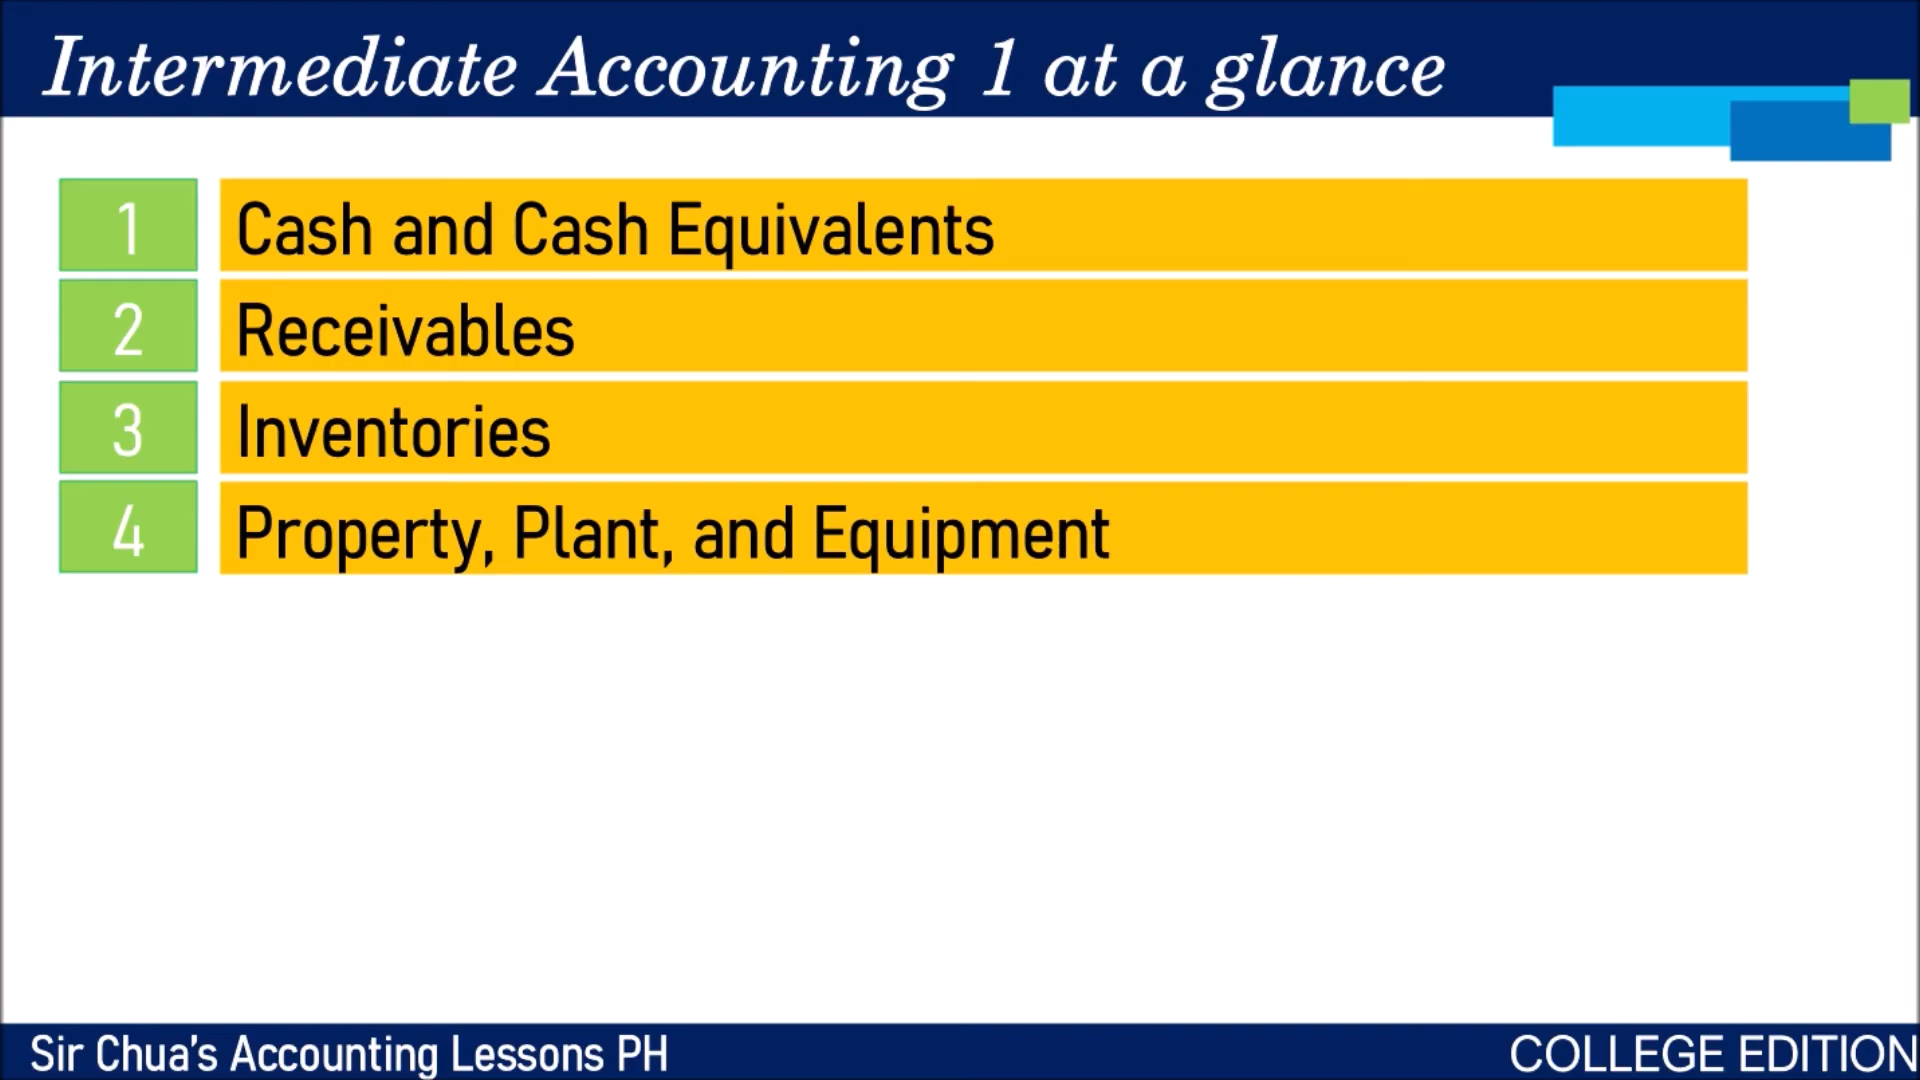 Intermediate Accounting 1 at a glance
1 Cash and Cash Equivalents
2 Receivables
3 Inventories
4 Property, Plant, and Equipment
Sir Chua's Accounting Lessons PH
COLLEGE EDITION